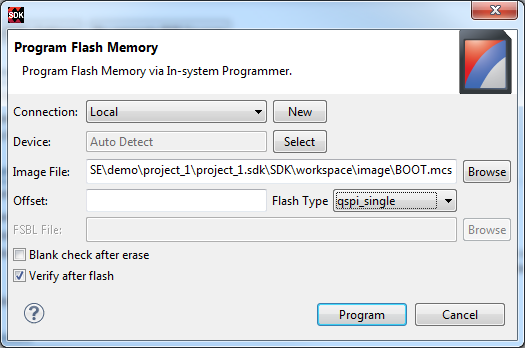 SDK
Program Flash Memory
Program Flash Memory via In-system Programmer.
Connection: Local New
Device: Auto Detect Select
Image File: SE\demo\project_1\project_1.sdk\SDK\workspace\image\BOOT.mcs Browse
Offset: Flash Type qspi_single
FSBL File: Browse
Blank check after erase
Verify after flash
? Program Cancel